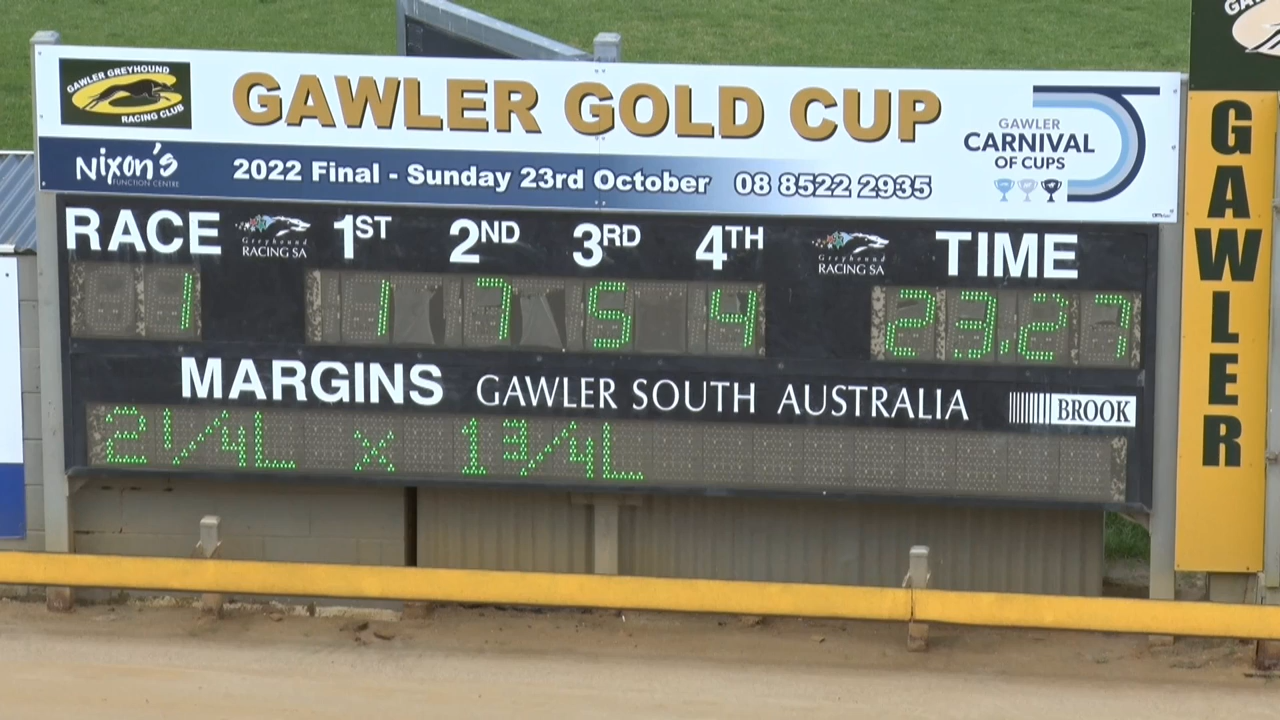 GAWLER GREYHOUND
RACING CLUB
GAWLER GOLD CUP
GAWLER
CARNIVAL
OF CUPS
Nixon's
FUNCTION CENTRE
2022 Final - Sunday 23rd October 08 8522 2935
RACE
Greyhound
RACING SA
1ST 2ND 3RD 4TH
Greyhound
RACING SA
TIME
1 1 7 5 4 23.27
MARGINS GAWLER SOUTH AUSTRALIA BROOK
2 1/4L x 1 3/4L
GAWLER